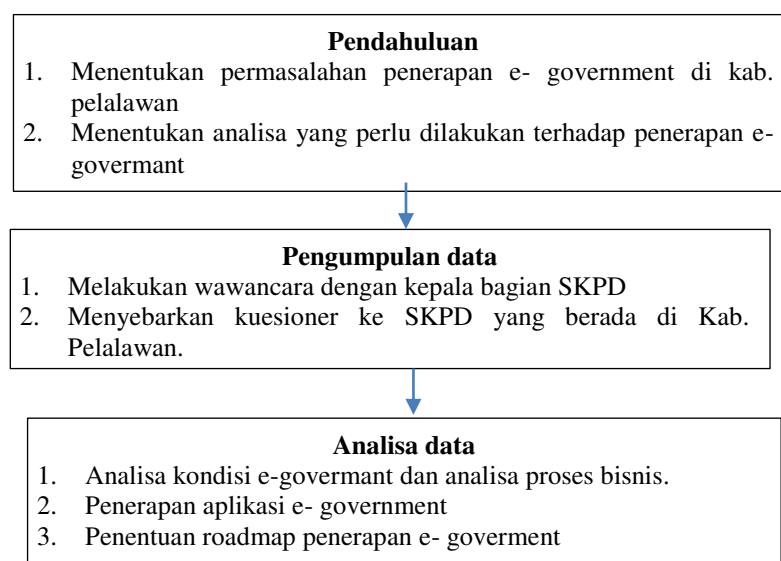 Pendahuluan
1. Menentukan permasalahan penerapan e- government di kab.
pelalawan
2. Menentukan analisa yang perlu dilakukan terhadap penerapan e-
govermant
Pengumpulan data
1. Melakukan wawancara dengan kepala bagian SKPD
2. Menyebarkan kuesioner ke SKPD yang berada di Kab.
Pelalawan.
Analisa data
1. Analisa kondisi e-govermant dan analisa proses bisnis.
2. Penerapan aplikasi e- government
3. Penentuan roadmap penerapan e- goverment